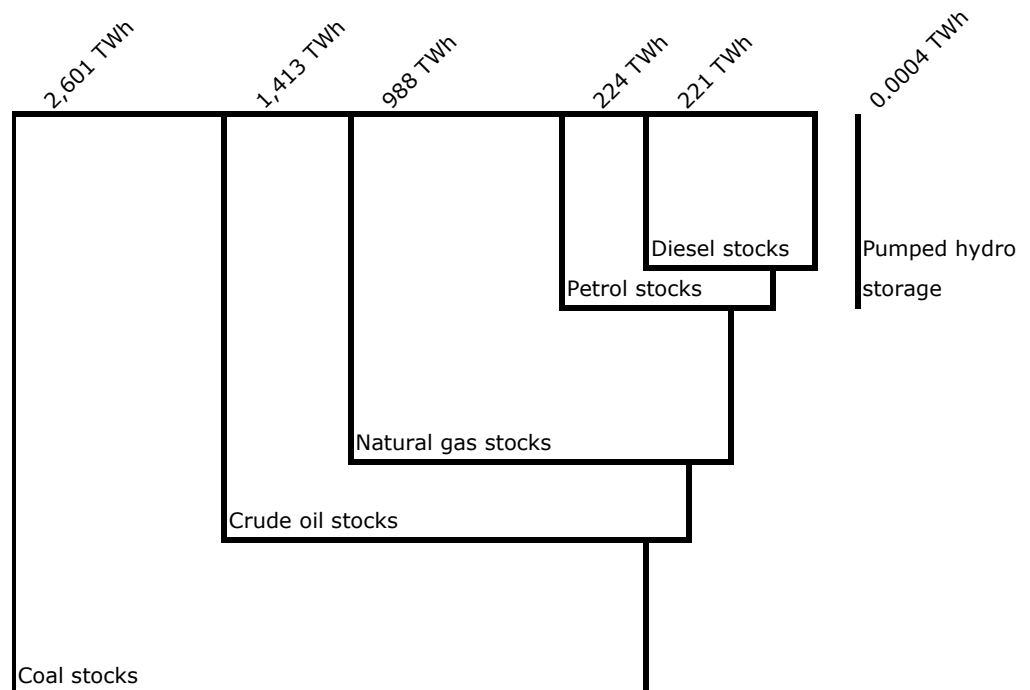 2,601 TWh
1,413 TWh
988 TWh
224 TWh
221 TWh
0.0004 TWh
Diesel stocks
Pumped hydro
storage
Petrol stocks
Natural gas stocks
Crude oil stocks
Coal stocks